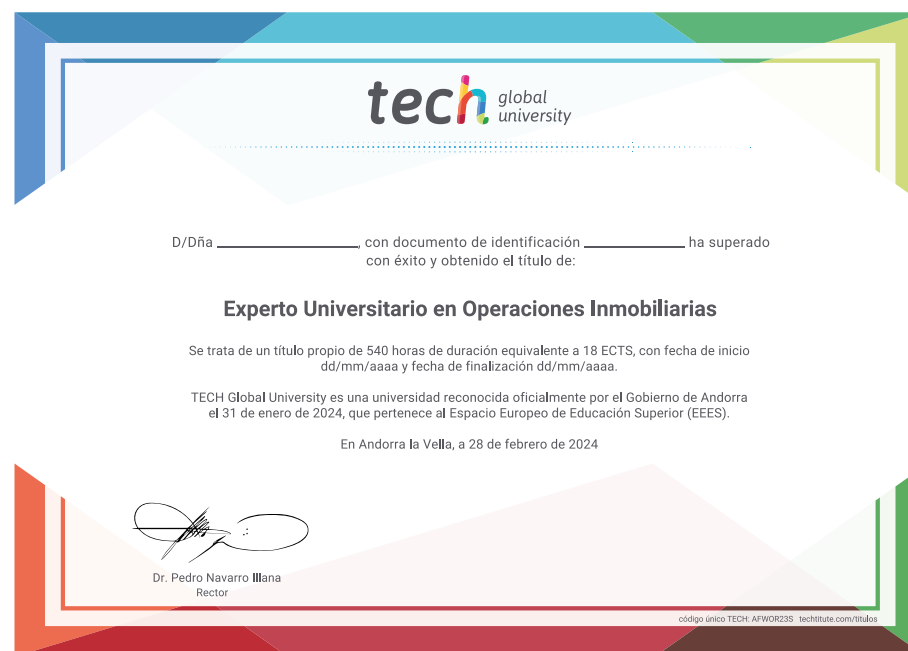 tech global
university
D/Dña ______________, con documento de identificación __________ ha superado
con éxito y obtenido el título de:
Experto Universitario en Operaciones Inmobiliarias
Se trata de un título propio de 540 horas de duración equivalente a 18 ECTS, con fecha de inicio
dd/mm/aaaa y fecha de finalización dd/mm/aaaa.
TECH Global University es una universidad reconocida oficialmente por el Gobierno de Andorra
el 31 de enero de 2024, que pertenece al Espacio Europeo de Educación Superior (EEES).
En Andorra la Vella, a 28 de febrero de 2024
Dr. Pedro Navarro Illana
Rector
código único TECH: AFWOR23S techtitute.com/titulos